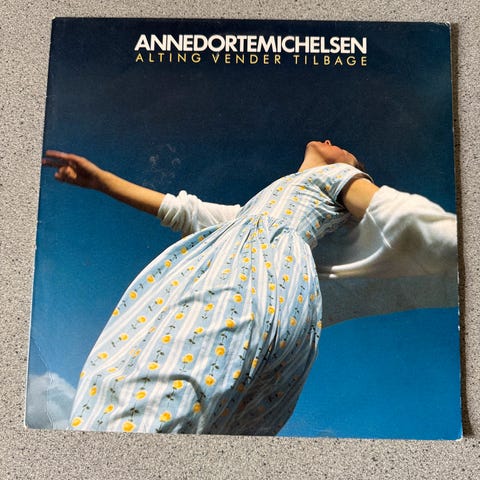 ANNEDORTEMICHELSEN
ALTING VENDER TILBAGE